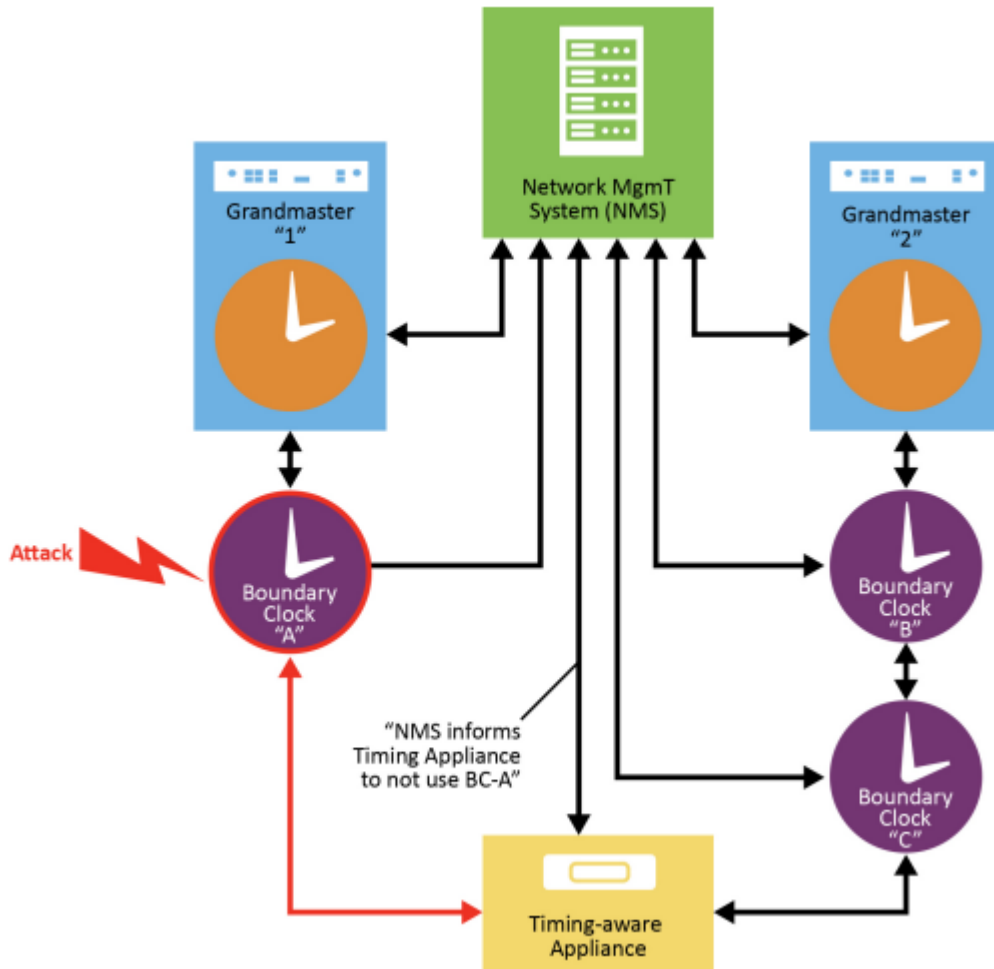 Network MgmT
System (NMS)
Grandmaster
"1"
Grandmaster
"2"
Attack
Boundary
Clock
"A"
Boundary
Clock
"B"
“NMS informs
Timing Appliance
to not use BC-A”
Boundary
Clock
"C"
Timing-aware
Appliance